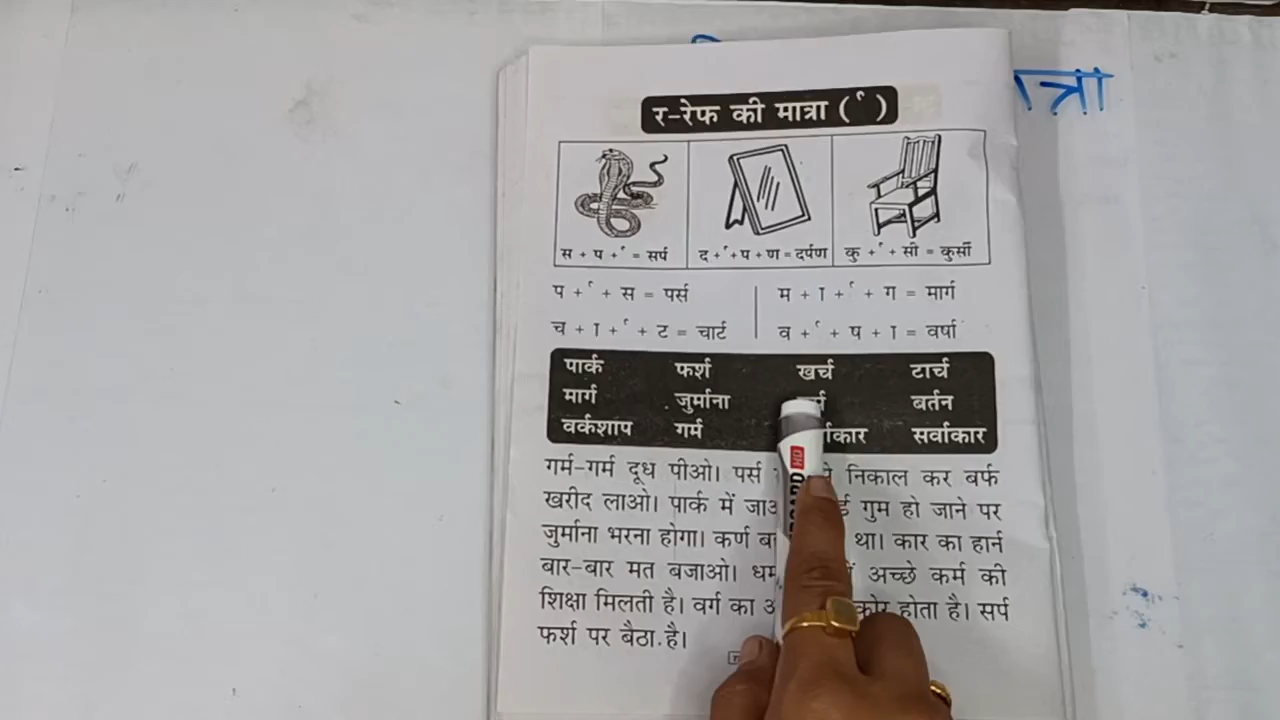 त्रा
र-रेफ की मात्रा (र्)
स + प + र् = सर्प
द + र् + प + ण = दर्पण
कु + र् + सी = कुर्सी
प + र् + स = पर्स
म + ा + र् + ग = मार्ग
च + ा + र् + ट = चार्ट
व + र् + ष + ा = वर्षा
पार्क फर्श खर्च टार्च
मार्ग जुर्माना बर्तन
वर्कशाप गर्म सर्वाकार
गर्म-गर्म दूध पीओ। पर्स निकाल कर बर्फ
खरीद लाओ। पार्क में गुम हो जाने पर
जुर्माना भरना होगा। कर्ण था। कार का हार्न
बार-बार मत बजाओ। अच्छे कर्म की
शिक्षा मिलती है। वर्ग का होता है। सर्प
फर्श पर बैठा है।
HD